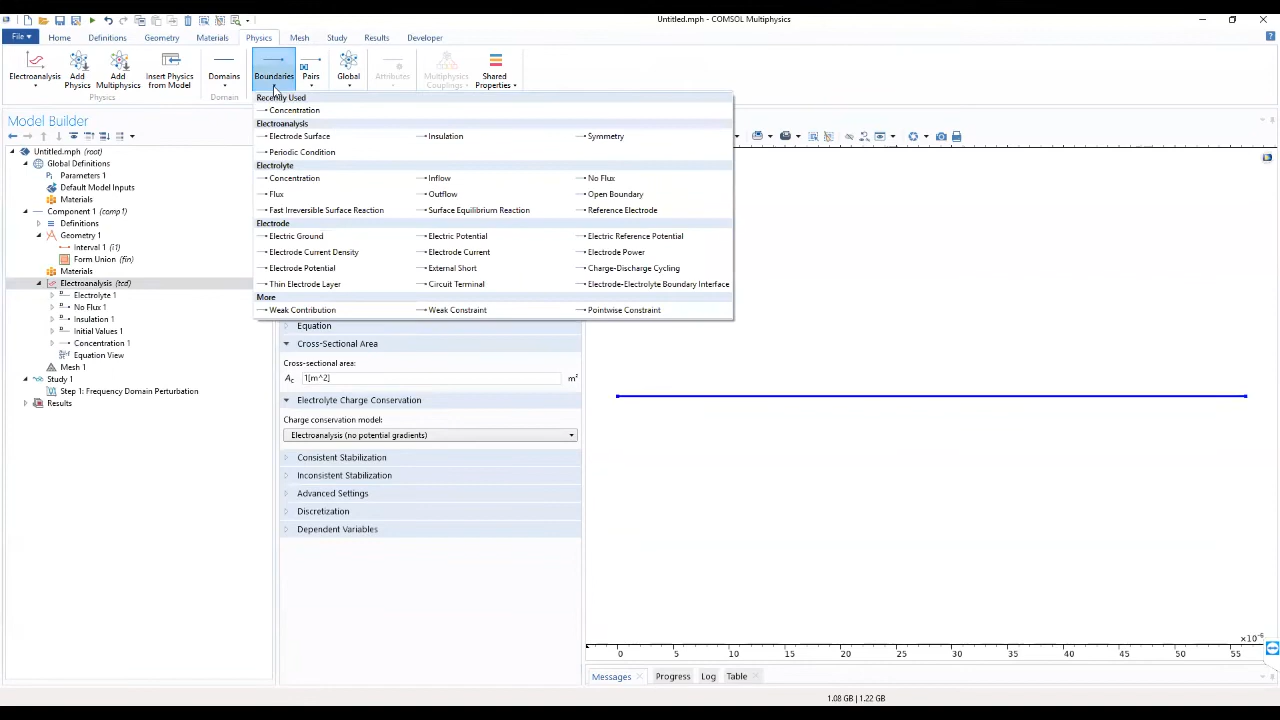 Untitled.mph - COMSOL Multiphysics
File
Home
Definitions
Geometry
Materials
Physics
Mesh
Study
Results
Developer
Electroanalysis
Add Physics
Add Multiphysics
Insert Physics from Model
Domains
Boundaries
Pairs
Global
Attributes
Multiphysics Couplings
Shared Properties
Physics
Domain
Recently Used
Concentration
Electroanalysis
Electrode Surface
Insulation
Symmetry
Periodic Condition
Electrolyte
Concentration
Inflow
No Flux
Flux
Outflow
Open Boundary
Fast Irreversible Surface Reaction
Surface Equilibrium Reaction
Reference Electrode
Electrode
Electric Ground
Electric Potential
Electric Reference Potential
Electrode Current Density
Electrode Current
Electrode Power
Electrode Potential
External Short
Charge-Discharge Cycling
Thin Electrode Layer
Circuit Terminal
Electrode-Electrolyte Boundary Interface
More
Weak Contribution
Weak Constraint
Pointwise Constraint
Model Builder
Untitled.mph (root)
Global Definitions
Parameters 1
Default Model Inputs
Materials
Component 1 (comp1)
Definitions
Geometry 1
Interval 1 (i1)
Form Union (fin)
Materials
Electroanalysis (tcd)
Electrolyte 1
No Flux 1
Insulation 1
Initial Values 1
Concentration 1
Equation View
Mesh 1
Study 1
Step 1: Frequency Domain Perturbation
Results
Equation
Cross-Sectional Area
Cross-sectional area:
Ac 1[m^2] m²
Electrolyte Charge Conservation
Charge conservation model:
Electroanalysis (no potential gradients)
Consistent Stabilization
Inconsistent Stabilization
Advanced Settings
Discretization
Dependent Variables
×10⁻⁶
0 5 10 15 20 25 30 35 40 45 50 55
Messages
Progress
Log
Table
1.08 GB | 1.22 GB